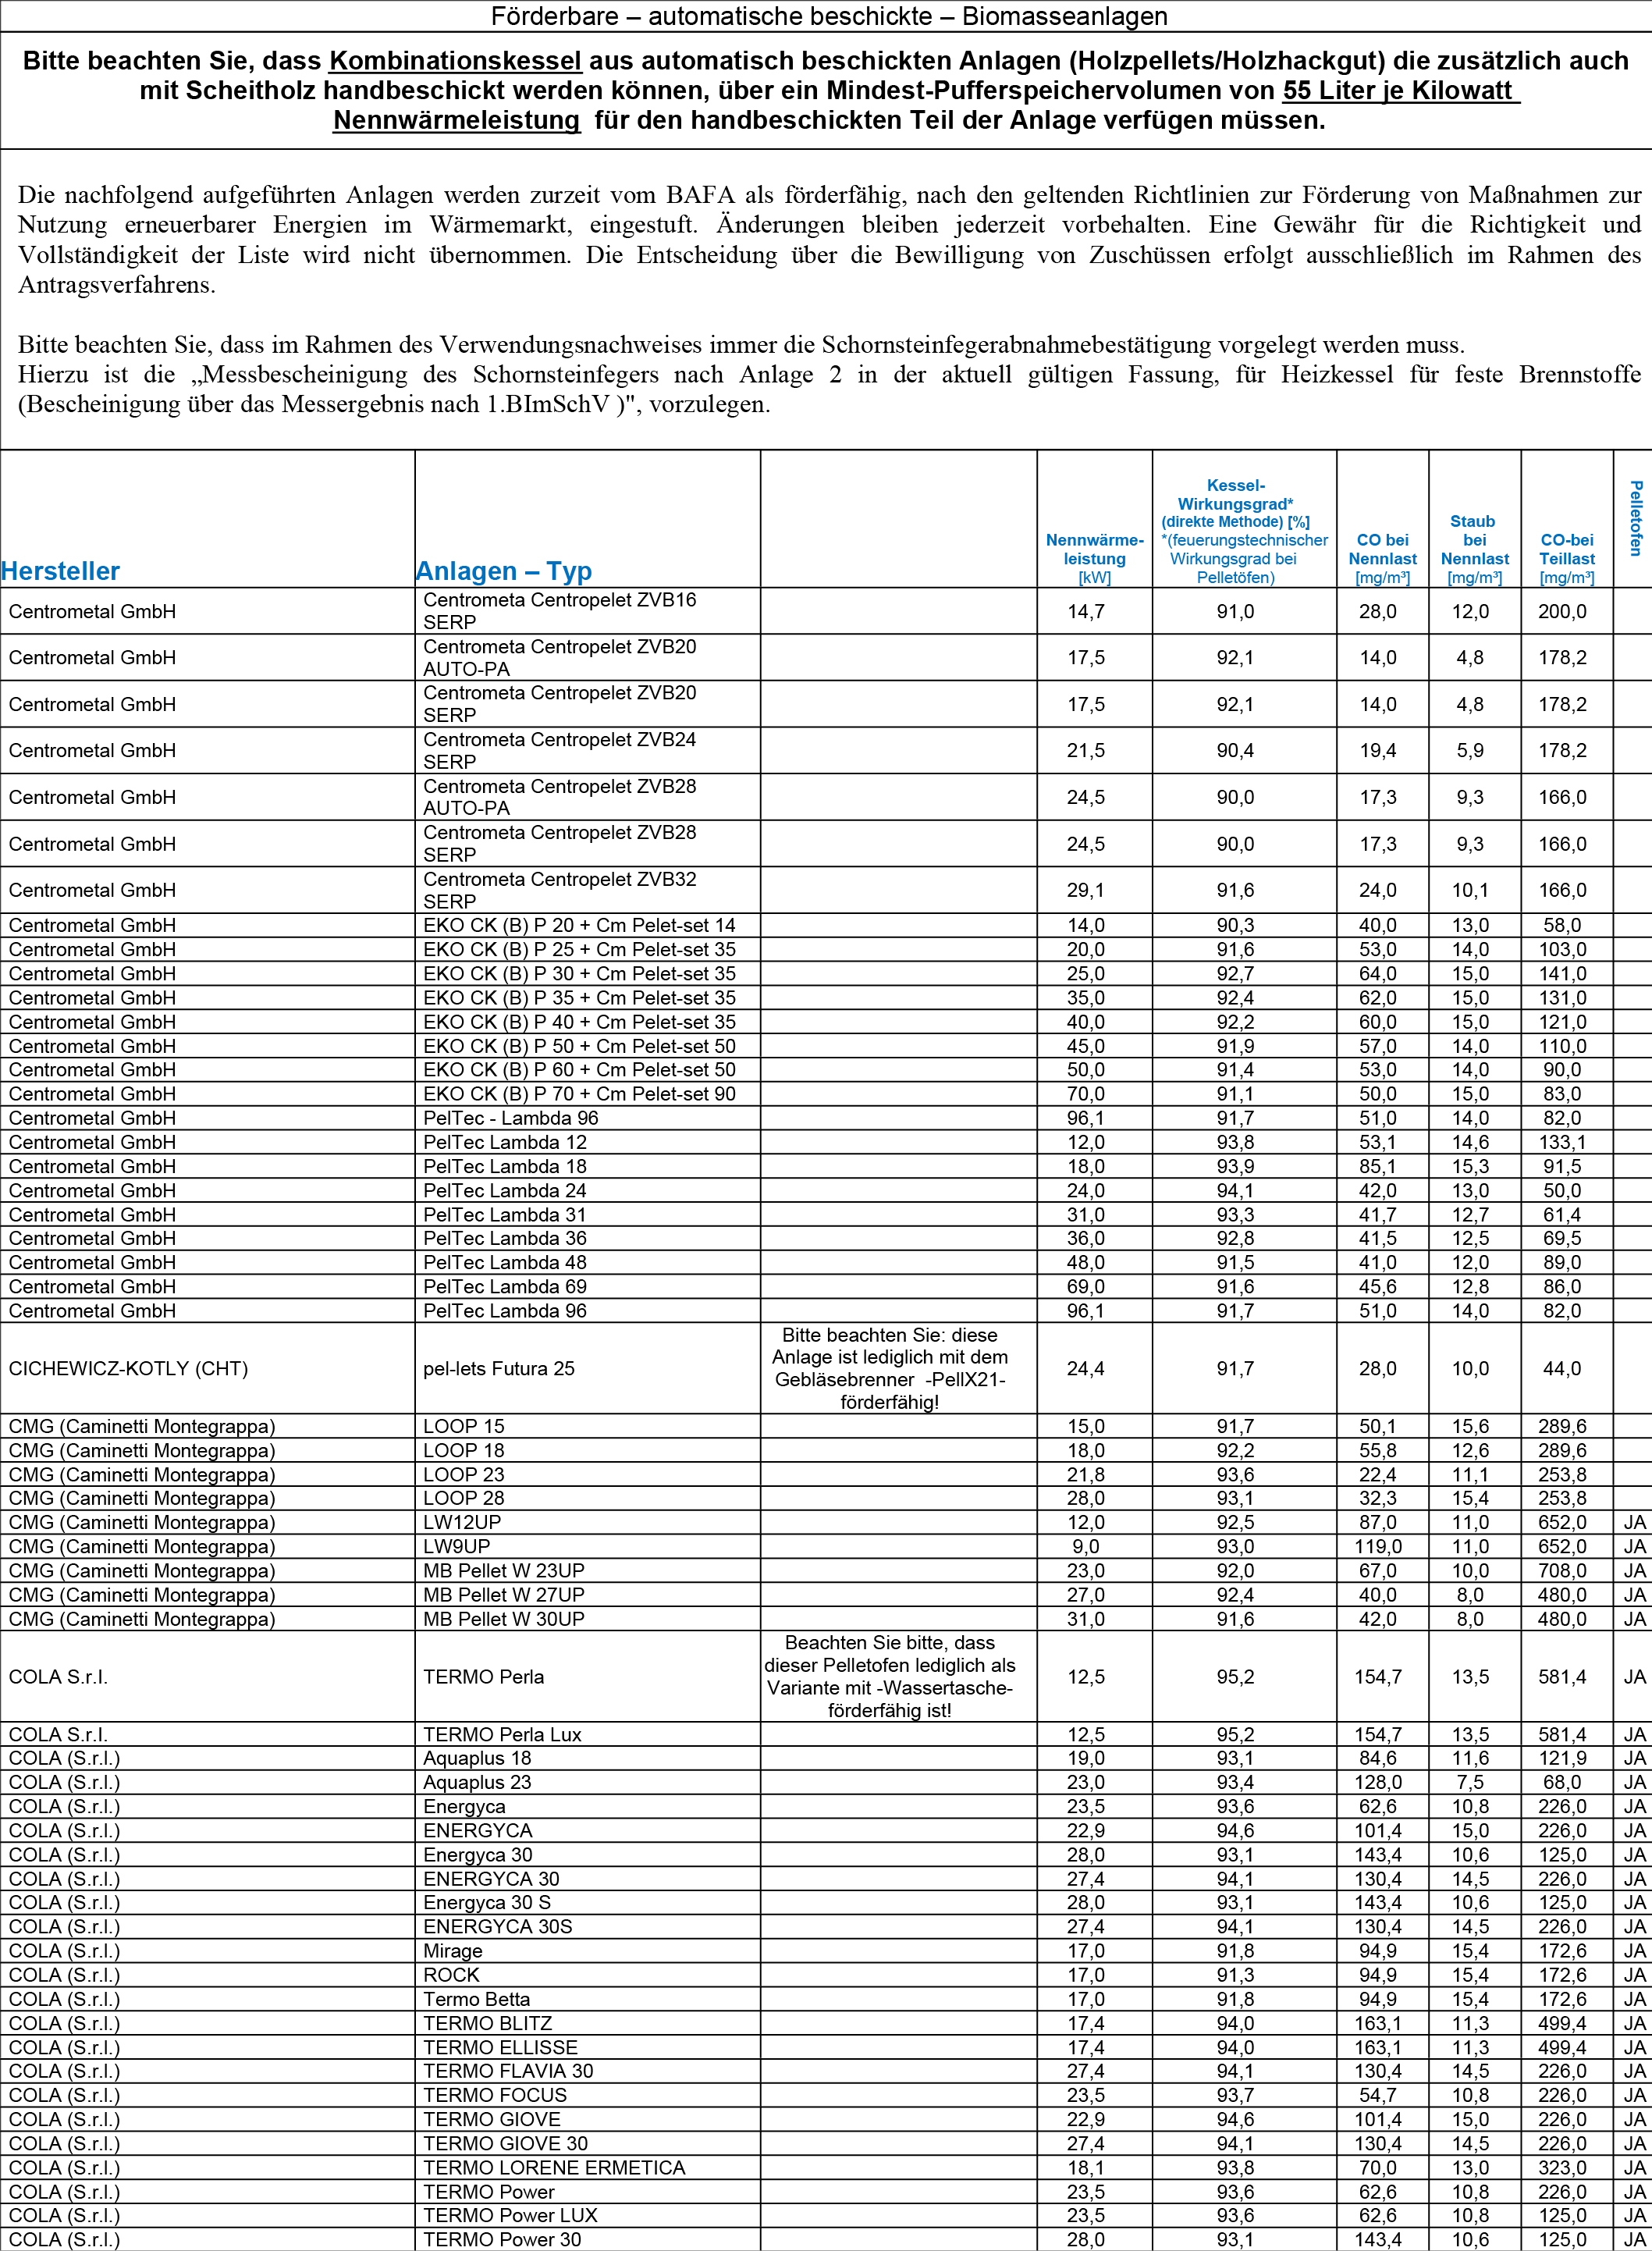 Förderbare – automatische beschickte – Biomasseanlagen
Bitte beachten Sie, dass Kombinationskessel aus automatisch beschickten Anlagen (Holzpellets/Holzhackgut) die zusätzlich auch
mit Scheitholz handbeschickt werden können, über ein Mindest-Pufferspeichervolumen von 55 Liter je Kilowatt
Nennwärmeleistung für den handbeschickten Teil der Anlage verfügen müssen.
Die nachfolgend aufgeführten Anlagen werden zurzeit vom BAFA als förderfähig, nach den geltenden Richtlinien zur Förderung von Maßnahmen zur
Nutzung erneuerbarer Energien im Wärmemarkt, eingestuft. Änderungen bleiben jederzeit vorbehalten. Eine Gewähr für die Richtigkeit und
Vollständigkeit der Liste wird nicht übernommen. Die Entscheidung über die Bewilligung von Zuschüssen erfolgt ausschließlich im Rahmen des
Antragsverfahrens.
Bitte beachten Sie, dass im Rahmen des Verwendungsnachweises immer die Schornsteinfegerabnahmebestätigung vorgelegt werden muss.
Hierzu ist die „Messbescheinigung des Schornsteinfegers nach Anlage 2 in der aktuell gültigen Fassung, für Heizkessel für feste Brennstoffe
(Bescheinigung über das Messergebnis nach 1.BImSchV )", vorzulegen.
Hersteller
Anlagen – Typ
Nennwärme-
leistung
[kW]
Kessel-
Wirkungsgrad*
(direkte Methode) [%]
*(feuerungstechnischer
Wirkungsgrad bei
Pelletöfen)
CO bei
Nennlast
[mg/m³]
Staub
bei
Nennlast
[mg/m³]
CO-bei
Teillast
[mg/m³]
Pelletofen
Centrometal GmbH Centrometa Centropelet ZVB16
SERP 14,7 91,0 28,0 12,0 200,0
Centrometal GmbH Centrometa Centropelet ZVB20
AUTO-PA 17,5 92,1 14,0 4,8 178,2
Centrometal GmbH Centrometa Centropelet ZVB20
SERP 17,5 92,1 14,0 4,8 178,2
Centrometal GmbH Centrometa Centropelet ZVB24
SERP 21,5 90,4 19,4 5,9 178,2
Centrometal GmbH Centrometa Centropelet ZVB28
AUTO-PA 24,5 90,0 17,3 9,3 166,0
Centrometal GmbH Centrometa Centropelet ZVB28
SERP 24,5 90,0 17,3 9,3 166,0
Centrometal GmbH Centrometa Centropelet ZVB32
SERP 29,1 91,6 24,0 10,1 166,0
Centrometal GmbH EKO CK (B) P 20 + Cm Pelet-set 14 14,0 90,3 40,0 13,0 58,0
Centrometal GmbH EKO CK (B) P 25 + Cm Pelet-set 35 20,0 91,6 53,0 14,0 103,0
Centrometal GmbH EKO CK (B) P 30 + Cm Pelet-set 35 25,0 92,7 64,0 15,0 141,0
Centrometal GmbH EKO CK (B) P 35 + Cm Pelet-set 35 35,0 92,4 62,0 15,0 131,0
Centrometal GmbH EKO CK (B) P 40 + Cm Pelet-set 35 40,0 92,2 60,0 15,0 121,0
Centrometal GmbH EKO CK (B) P 50 + Cm Pelet-set 50 45,0 91,9 57,0 14,0 110,0
Centrometal GmbH EKO CK (B) P 60 + Cm Pelet-set 50 50,0 91,4 53,0 14,0 90,0
Centrometal GmbH EKO CK (B) P 70 + Cm Pelet-set 90 70,0 91,1 50,0 15,0 83,0
Centrometal GmbH PelTec - Lambda 96 96,1 91,7 51,0 14,0 82,0
Centrometal GmbH PelTec Lambda 12 12,0 93,8 53,1 14,6 133,1
Centrometal GmbH PelTec Lambda 18 18,0 93,9 85,1 15,3 91,5
Centrometal GmbH PelTec Lambda 24 24,0 94,1 42,0 13,0 50,0
Centrometal GmbH PelTec Lambda 31 31,0 93,3 41,7 12,7 61,4
Centrometal GmbH PelTec Lambda 36 36,0 92,8 41,5 12,5 69,5
Centrometal GmbH PelTec Lambda 48 48,0 91,5 41,0 12,0 89,0
Centrometal GmbH PelTec Lambda 69 69,0 91,6 45,6 12,8 86,0
Centrometal GmbH PelTec Lambda 96 96,1 91,7 51,0 14,0 82,0
CICHEWICZ-KOTLY (CHT) pel-lets Futura 25 Bitte beachten Sie: diese
Anlage ist lediglich mit dem
Gebläsebrenner -PellX21-
förderfähig! 24,4 91,7 28,0 10,0 44,0
CMG (Caminetti Montegrappa) LOOP 15 15,0 91,7 50,1 15,6 289,6
CMG (Caminetti Montegrappa) LOOP 18 18,0 92,2 55,8 12,6 289,6
CMG (Caminetti Montegrappa) LOOP 23 21,8 93,6 22,4 11,1 253,8
CMG (Caminetti Montegrappa) LOOP 28 28,0 93,1 32,3 15,4 253,8
CMG (Caminetti Montegrappa) LW12UP 12,0 92,5 87,0 11,0 652,0 JA
CMG (Caminetti Montegrappa) LW9UP 9,0 93,0 119,0 11,0 652,0 JA
CMG (Caminetti Montegrappa) MB Pellet W 23UP 23,0 92,0 67,0 10,0 708,0 JA
CMG (Caminetti Montegrappa) MB Pellet W 27UP 27,0 92,4 40,0 8,0 480,0 JA
CMG (Caminetti Montegrappa) MB Pellet W 30UP 31,0 91,6 42,0 8,0 480,0 JA
COLA S.r.l. TERMO Perla Beachten Sie bitte, dass
dieser Pelletofen lediglich als
Variante mit -Wassertasche-
förderfähig ist! 12,5 95,2 154,7 13,5 581,4 JA
COLA S.r.l. TERMO Perla Lux 12,5 95,2 154,7 13,5 581,4 JA
COLA (S.r.l.) Aquaplus 18 19,0 93,1 84,6 11,6 121,9 JA
COLA (S.r.l.) Aquaplus 23 23,0 93,4 128,0 7,5 68,0 JA
COLA (S.r.l.) Energyca 23,5 93,6 62,6 10,8 226,0 JA
COLA (S.r.l.) ENERGYCA 22,9 94,6 101,4 15,0 226,0 JA
COLA (S.r.l.) Energyca 30 28,0 93,1 143,4 10,6 125,0 JA
COLA (S.r.l.) ENERGYCA 30 27,4 94,1 130,4 14,5 226,0 JA
COLA (S.r.l.) Energyca 30 S 28,0 93,1 143,4 10,6 125,0 JA
COLA (S.r.l.) ENERGYCA 30S 27,4 94,1 130,4 14,5 226,0 JA
COLA (S.r.l.) Mirage 17,0 91,8 94,9 15,4 172,6 JA
COLA (S.r.l.) ROCK 17,0 91,3 94,9 15,4 172,6 JA
COLA (S.r.l.) Termo Betta 17,0 91,8 94,9 15,4 172,6 JA
COLA (S.r.l.) TERMO BLITZ 17,4 94,0 163,1 11,3 499,4 JA
COLA (S.r.l.) TERMO ELLISSE 17,4 94,0 163,1 11,3 499,4 JA
COLA (S.r.l.) TERMO FLAVIA 30 27,4 94,1 130,4 14,5 226,0 JA
COLA (S.r.l.) TERMO FOCUS 23,5 93,7 54,7 10,8 226,0 JA
COLA (S.r.l.) TERMO GIOVE 22,9 94,6 101,4 15,0 226,0 JA
COLA (S.r.l.) TERMO GIOVE 30 27,4 94,1 130,4 14,5 226,0 JA
COLA (S.r.l.) TERMO LORENE ERMETICA 18,1 93,8 70,0 13,0 323,0 JA
COLA (S.r.l.) TERMO Power 23,5 93,6 62,6 10,8 226,0 JA
COLA (S.r.l.) TERMO Power LUX 23,5 93,6 62,6 10,8 125,0 JA
COLA (S.r.l.) TERMO Power 30 28,0 93,1 143,4 10,6 125,0 JA